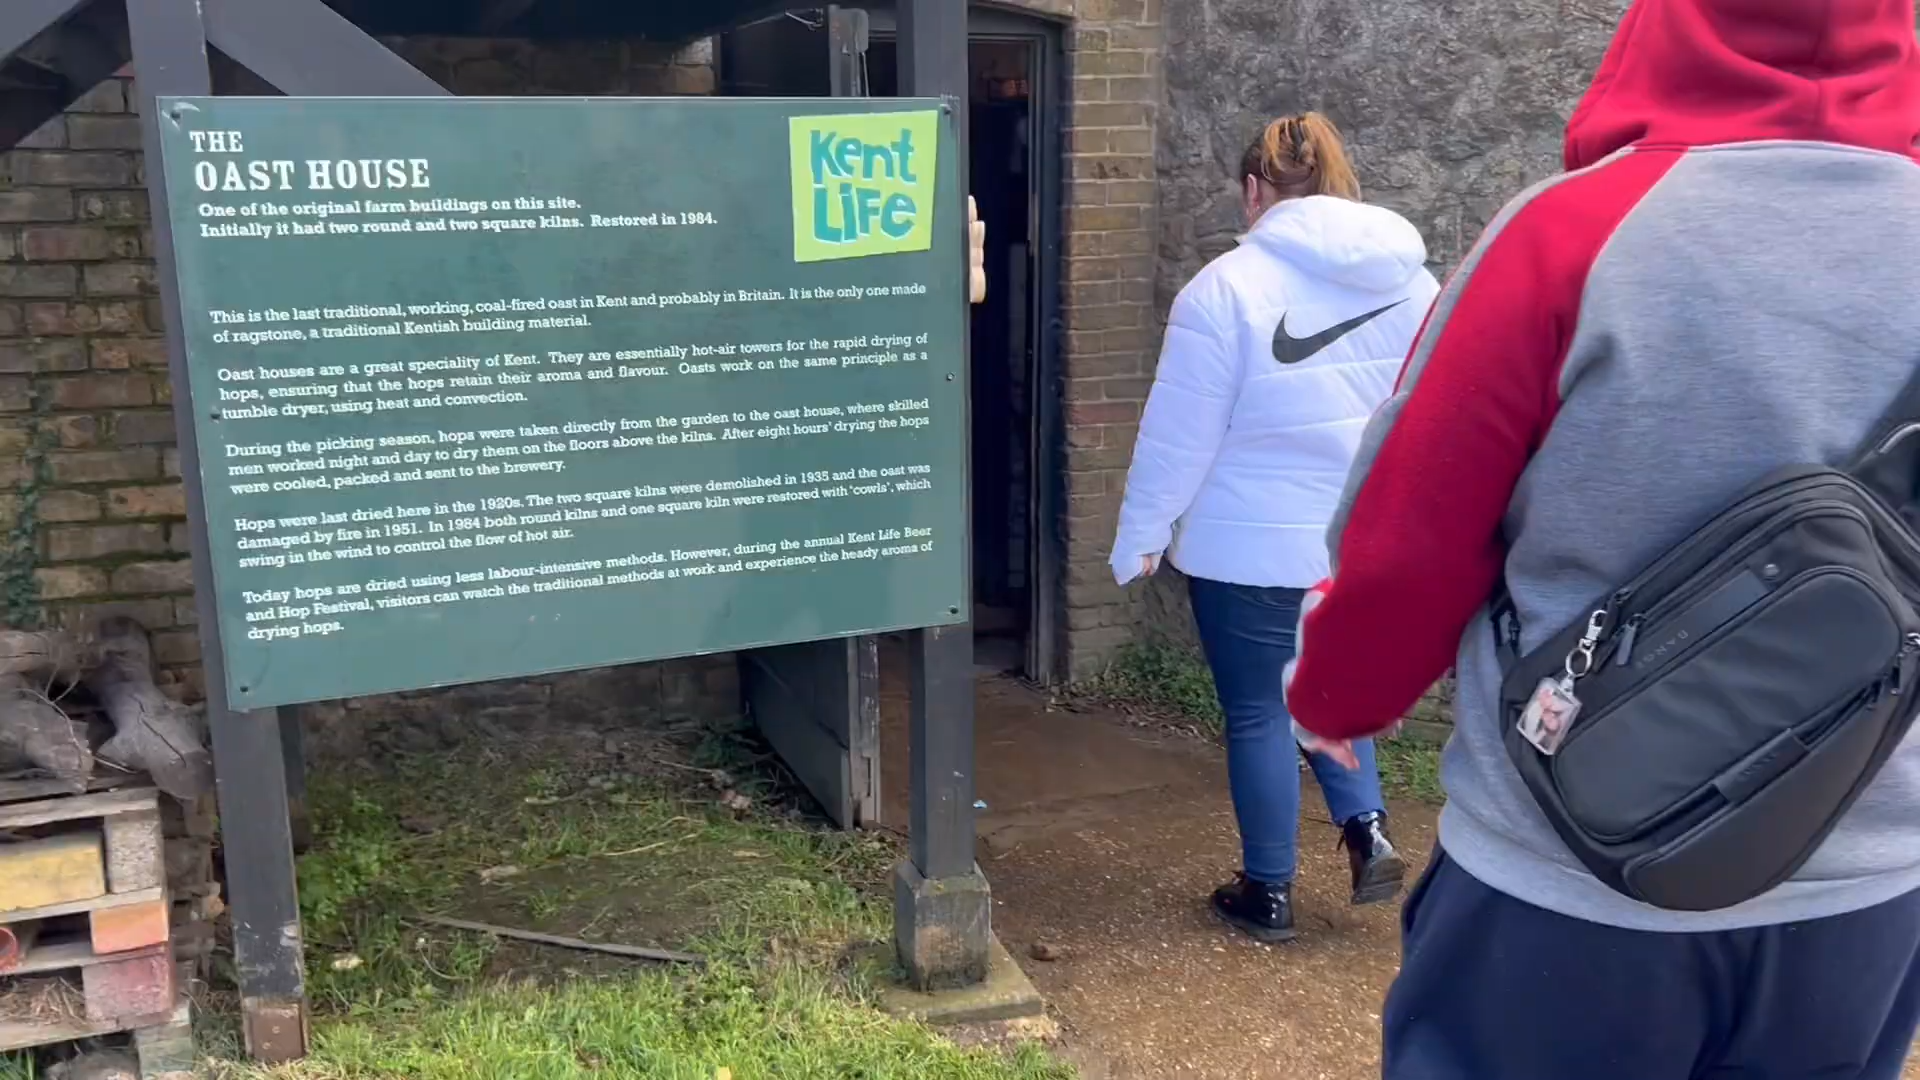 THE
OAST HOUSE
One of the original farm buildings on this site.
Initially it had two round and two square kilns. Restored in 1984.
Kent
Life
This is the last traditional, working, coal-fired oast in Kent and probably in Britain. It is the only one made
of ragstone, a traditional Kentish building material.
Oast houses are a great speciality of Kent. They are essentially hot-air towers for the rapid drying of
hops, ensuring that the hops retain their aroma and flavour. Oasts work on the same principle as a
tumble dryer, using heat and convection.
During the picking season, hops were taken directly from the garden to the oast house, where skilled
men worked night and day to dry them on the floors above the kilns. After eight hours' drying the hops
were cooled, packed and sent to the brewery.
Hops were last dried here in the 1920s. The two square kilns were demolished in 1935 and the oast was
damaged by fire in 1951. In 1984 both round kilns and one square kiln were restored with 'cowls', which
swing in the wind to control the flow of hot air.
Today hops are dried using less labour-intensive methods. However, during the annual Kent Life Beer
and Hop Festival, visitors can watch the traditional methods at work and experience the heady aroma of
drying hops.